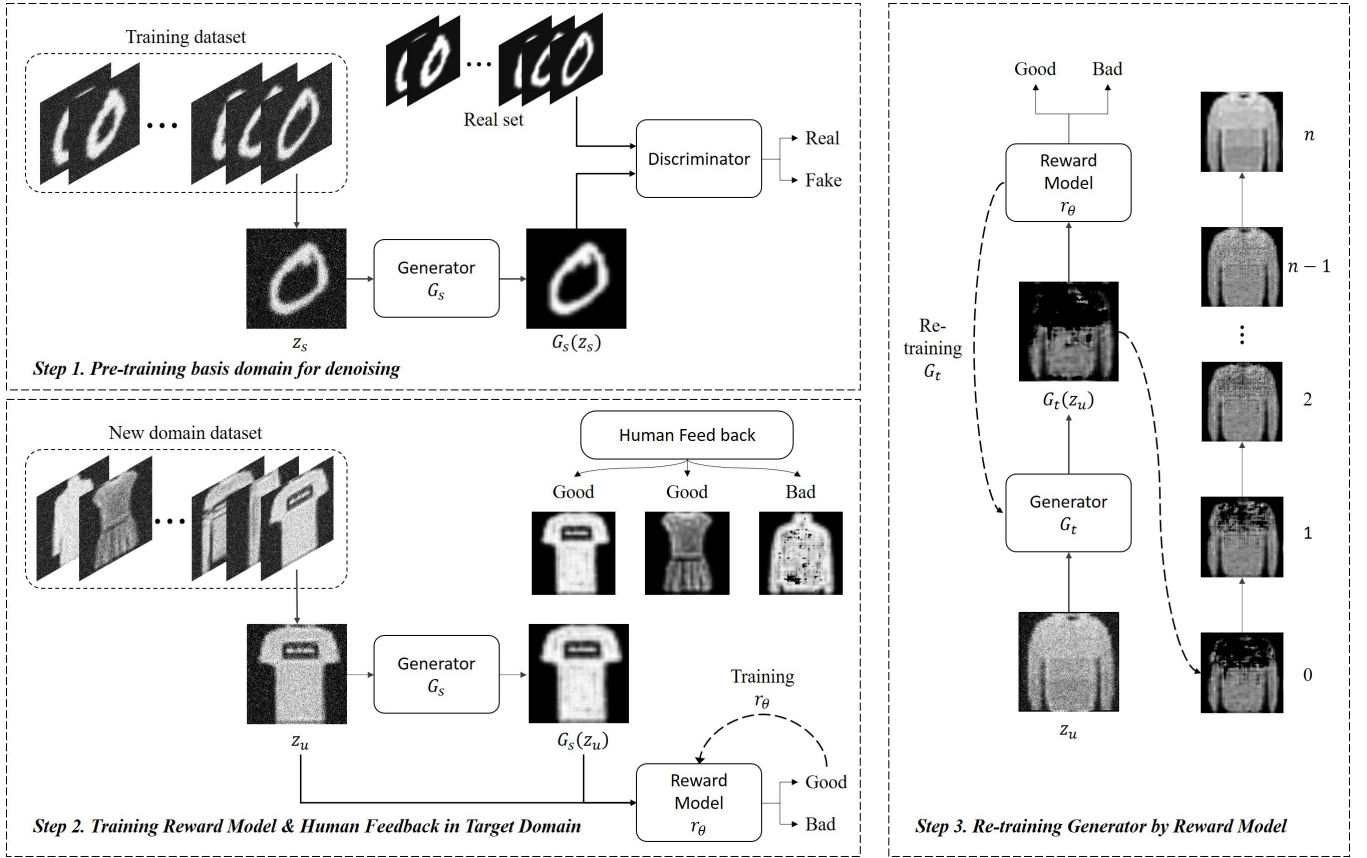 Training dataset
Real set
Discriminator
Real
Fake
Generator
G_s
z_s
G_s(z_s)
Step 1. Pre-training basis domain for denoising
New domain dataset
Human Feed back
Good
Good
Bad
Generator
G_s
z_u
G_s(z_u)
Training
r_θ
Reward
Model
r_θ
Good
Bad
Step 2. Training Reward Model & Human Feedback in Target Domain
Good
Bad
Reward
Model
r_θ
Re-
training
G_t
G_t(z_u)
Generator
G_t
z_u
n
n − 1
2
1
0
Step 3. Re-training Generator by Reward Model